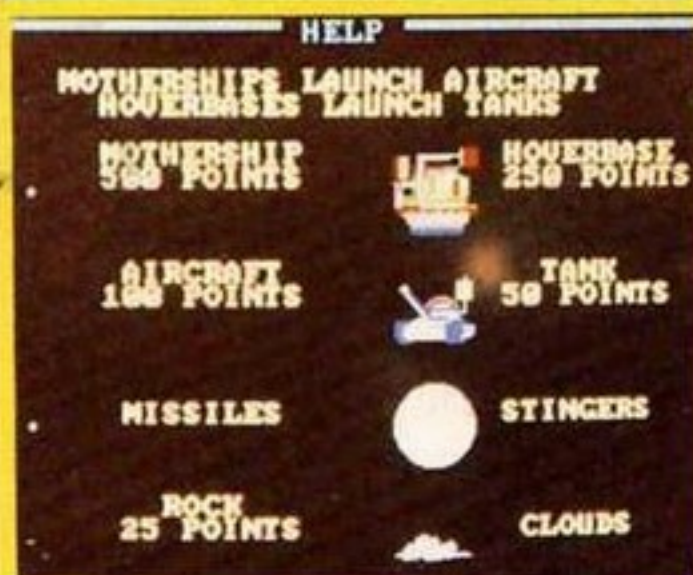 HELP
MOTHERSHIPS LAUNCH AIRCRAFT
HOVERBASES LAUNCH TANKS
MOTHERSHIP
500 POINTS
HOVERBASE
250 POINTS
AIRCRAFT
100 POINTS
TANK
50 POINTS
MISSILES
STINGERS
ROCK
25 POINTS
CLOUDS